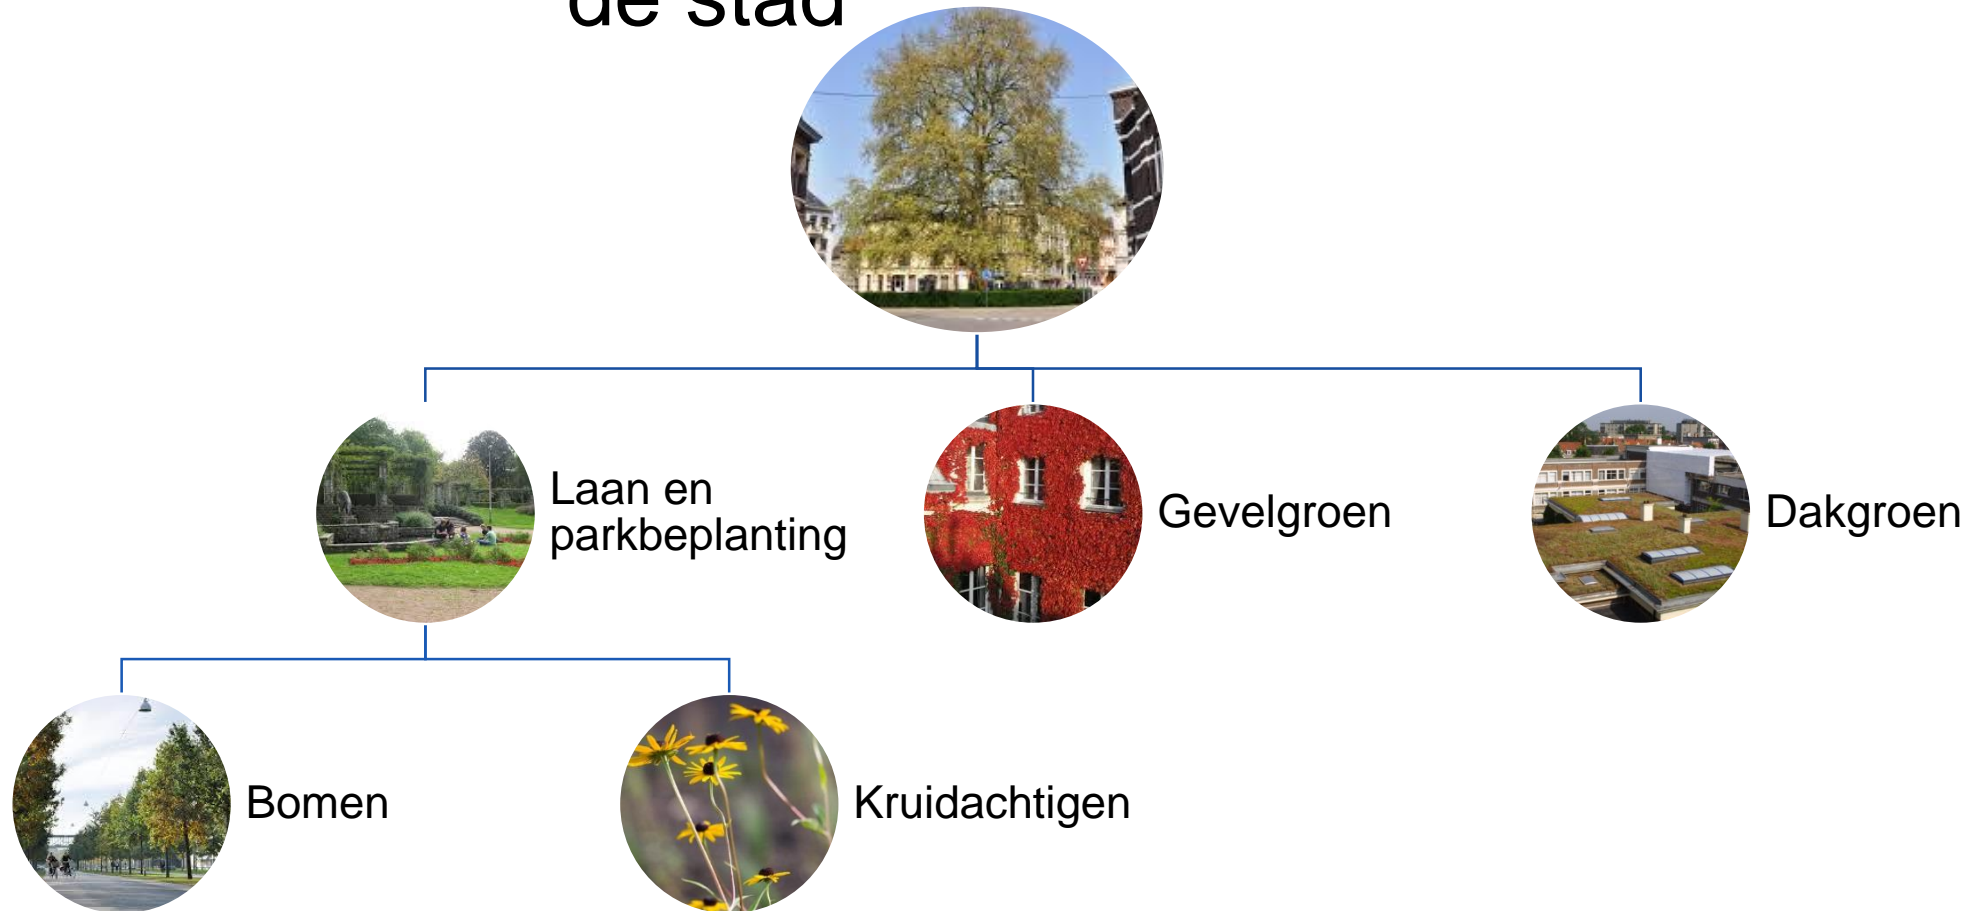 de stad
Laan en
parkbeplanting
Gevelgroen
Dakgroen
Bomen
Kruidachtigen